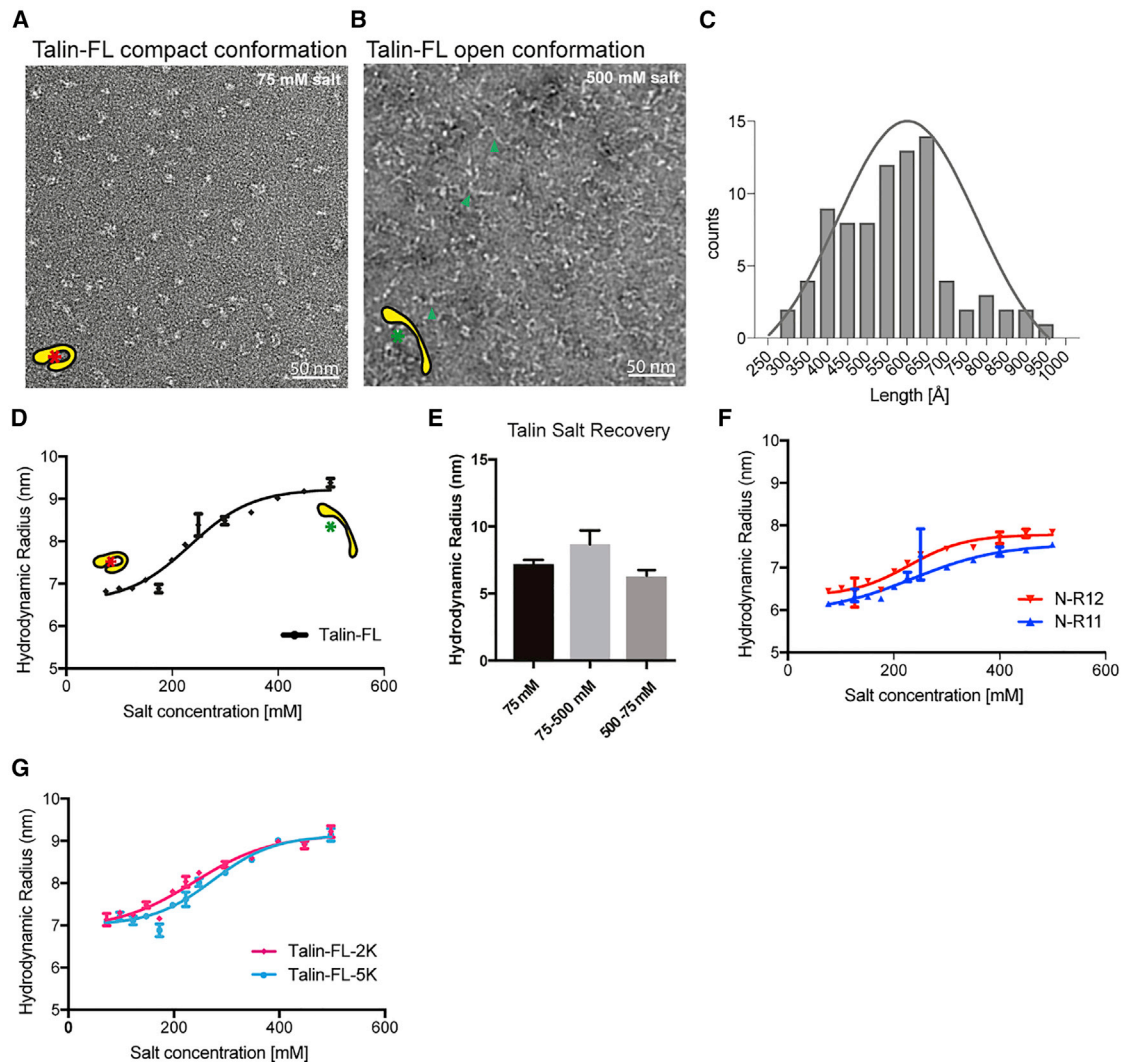 A
Talin-FL compact conformation
75 mM salt
50 nm
B
Talin-FL open conformation
500 mM salt
50 nm
C
15
10
5
0
counts
250 300 350 400 450 500 550 600 650 700 750 800 850 900 950 1000
Length [Å]
D
10
9
8
7
6
5
Hydrodynamic Radius (nm)
Talin-FL
0 200 400 600
Salt concentration [mM]
E
Talin Salt Recovery
15
10
5
0
Hydrodynamic Radius (nm)
75 mM
75-500 mM
500 -75 mM
F
10
9
8
7
6
5
Hydrodynamic Radius (nm)
N-R12
N-R11
0 200 400 600
Salt concentration [mM]
G
10
9
8
7
6
5
Hydrodynamic Radius (nm)
Talin-FL-2K
Talin-FL-5K
0 200 400 600
Salt concentration [mM]